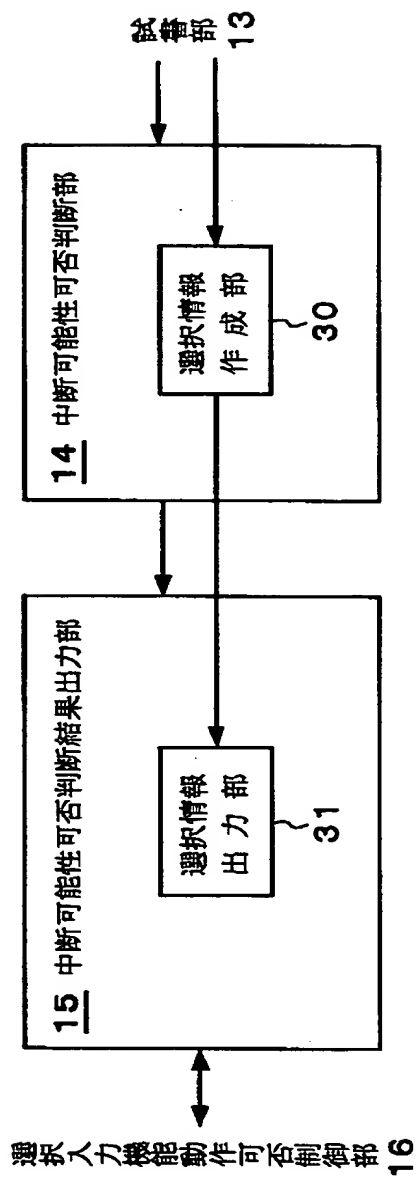 選択入力機能動作可否制御部
16
15 中断可能性可否判断結果出力部
選択情報
出力部
31
14 中断可能性可否判断部
選択情報
作成部
30
13